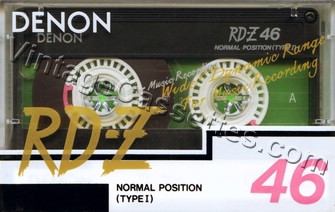 DENON
DENON
RD-Z 46
NORMAL POSITION (TYPE I)
Music Recording
Wide Dynamic Range
For Music Recording
A
RD-Z
NORMAL POSITION
(TYPE I)
46
Vintagecassettes.com